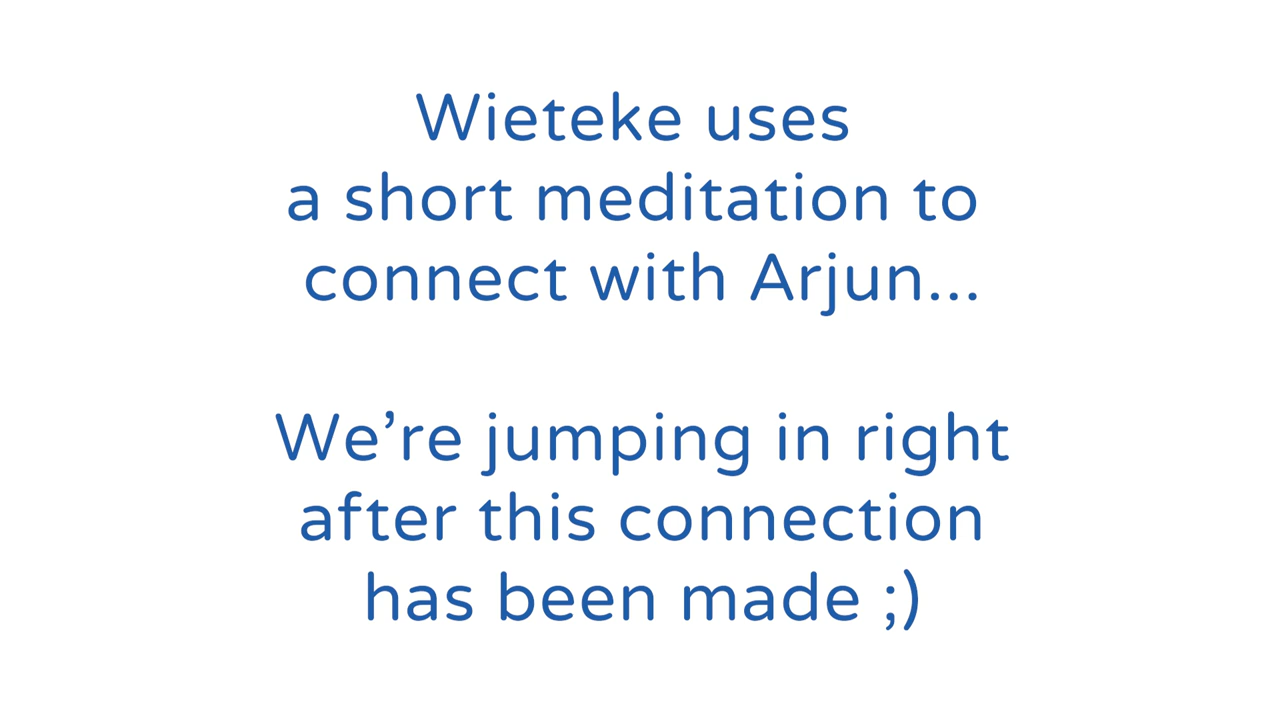 Wieteke uses
a short meditation to
connect with Arjun...
We’re jumping in right
after this connection
has been made ;)